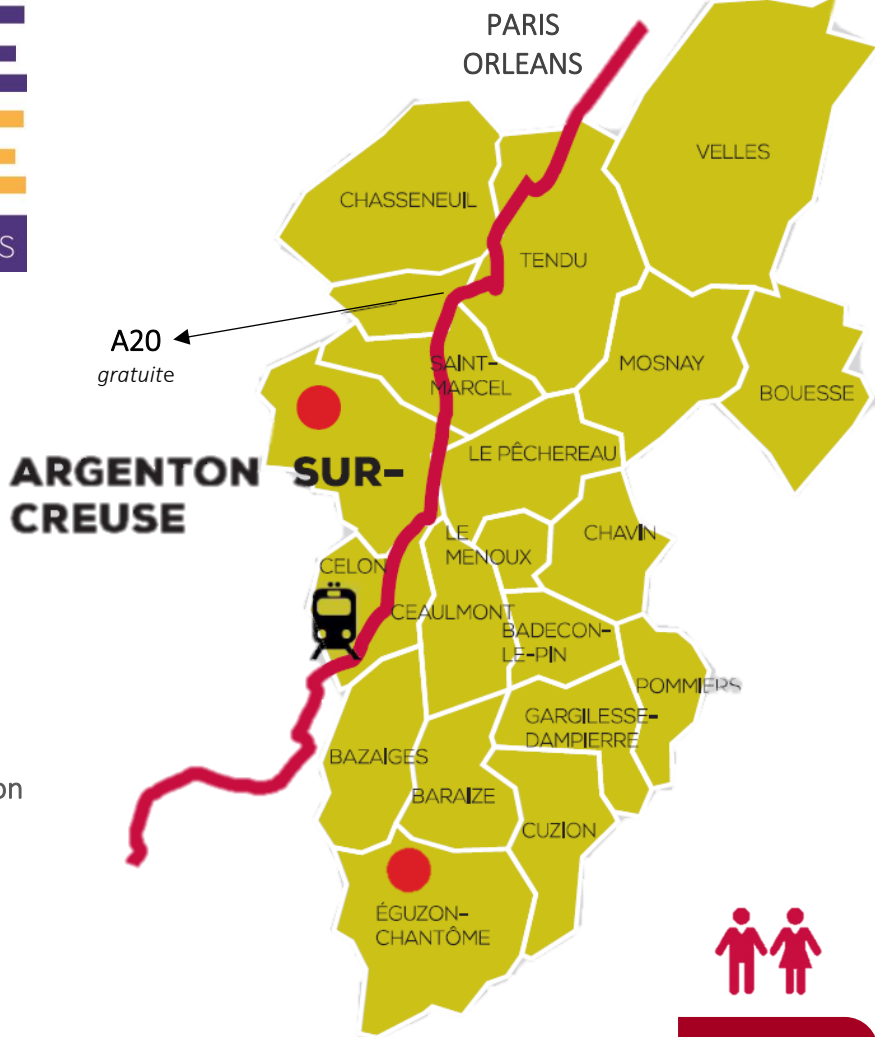 PARIS
ORLEANS
VELLES
CHASSENEUIL
S
TENDU
A20
gratuite
SAINT-
MARCEL
MOSNAY
BOUESSE
ARGENTON SUR-
CREUSE
LE PÊCHEREAU
LE
MENOUX
CHAVIN
CELON
CEAULMONT
BADECON-
LE-PIN
POMMIERS
GARGILESSE-
DAMPIERRE
BAZAIGES
on
BARAIZE
CUZION
ÉGUZON-
CHANTÔME